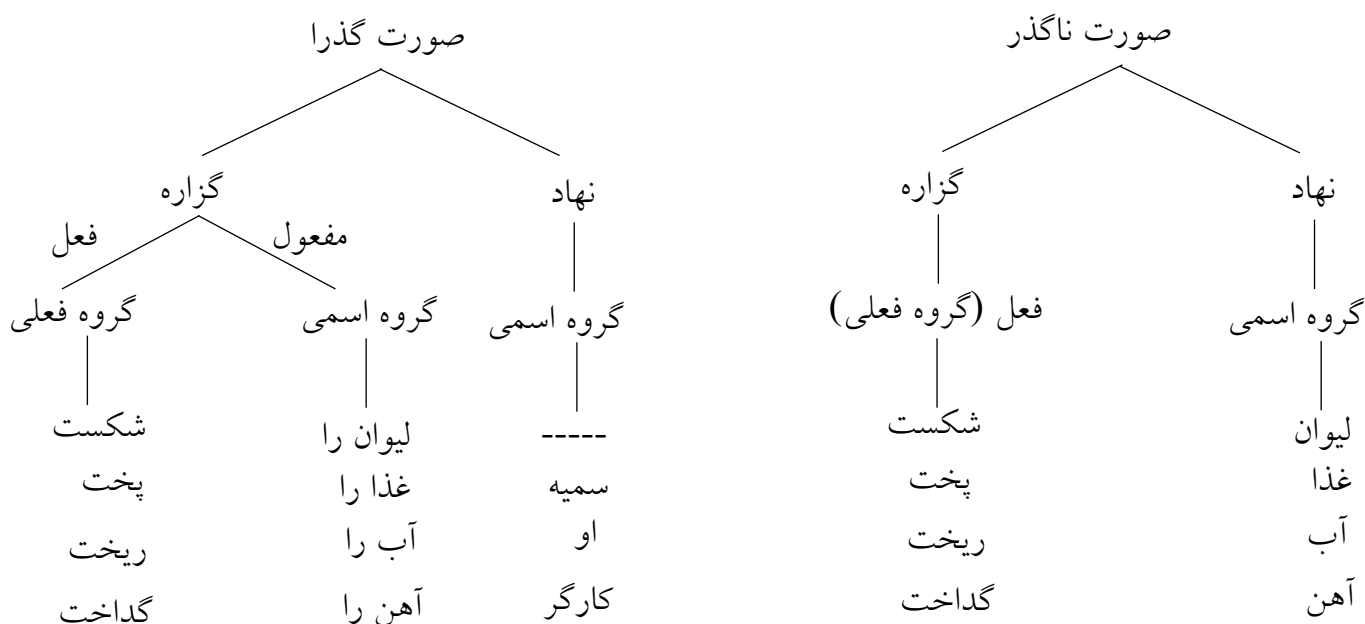 صورت ناگذر
نهاد
گزاره
گروه اسمی
فعل (گروه فعلی)
لیوان شکست
غذا پخت
آب ریخت
آهن گداخت
صورت گذرا
نهاد
گزاره
مفعول
فعل
گروه اسمی
گروه اسمی
گروه فعلی
----- لیوان را شکست
سمیه غذا را پخت
او آب را ریخت
کارگر آهن را گداخت